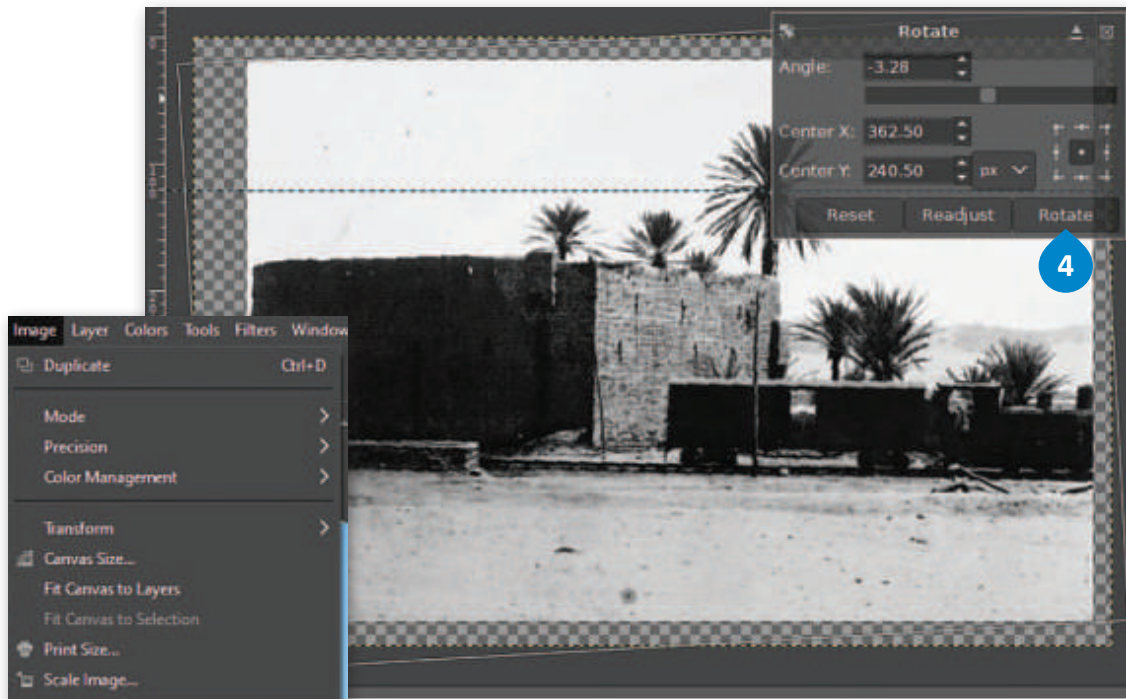 Rotate
Angle: -3.28
Center X: 362.50
Center Y: 240.50 px
Reset Readjust Rotate
4
Image Layer Colors Tools Filters Window
Duplicate Ctrl+D
Mode
Precision
Color Management
Transform
Canvas Size...
Fit Canvas to Layers
Fit Canvas to Selection
Print Size...
Scale Image...